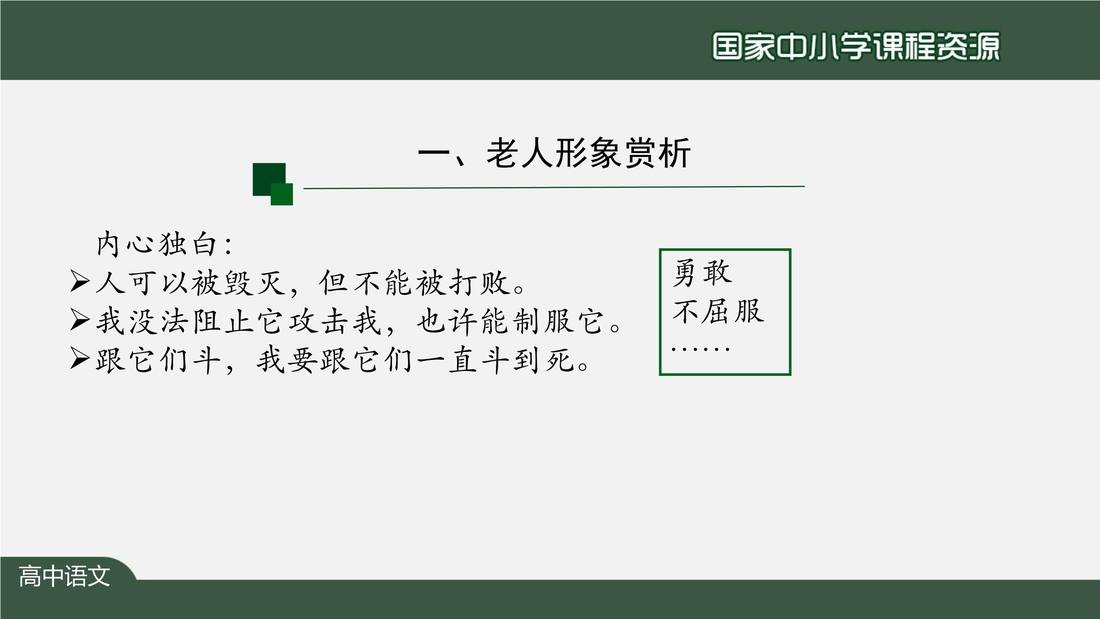 国家中小学课程资源
一、老人形象赏析
内心独白：
➢人可以被毁灭，但不能被打败。
➢我没法阻止它攻击我，也许能制服它。
➢跟它们斗，我要跟它们一直斗到死。
勇敢
不屈服
……
高中语文